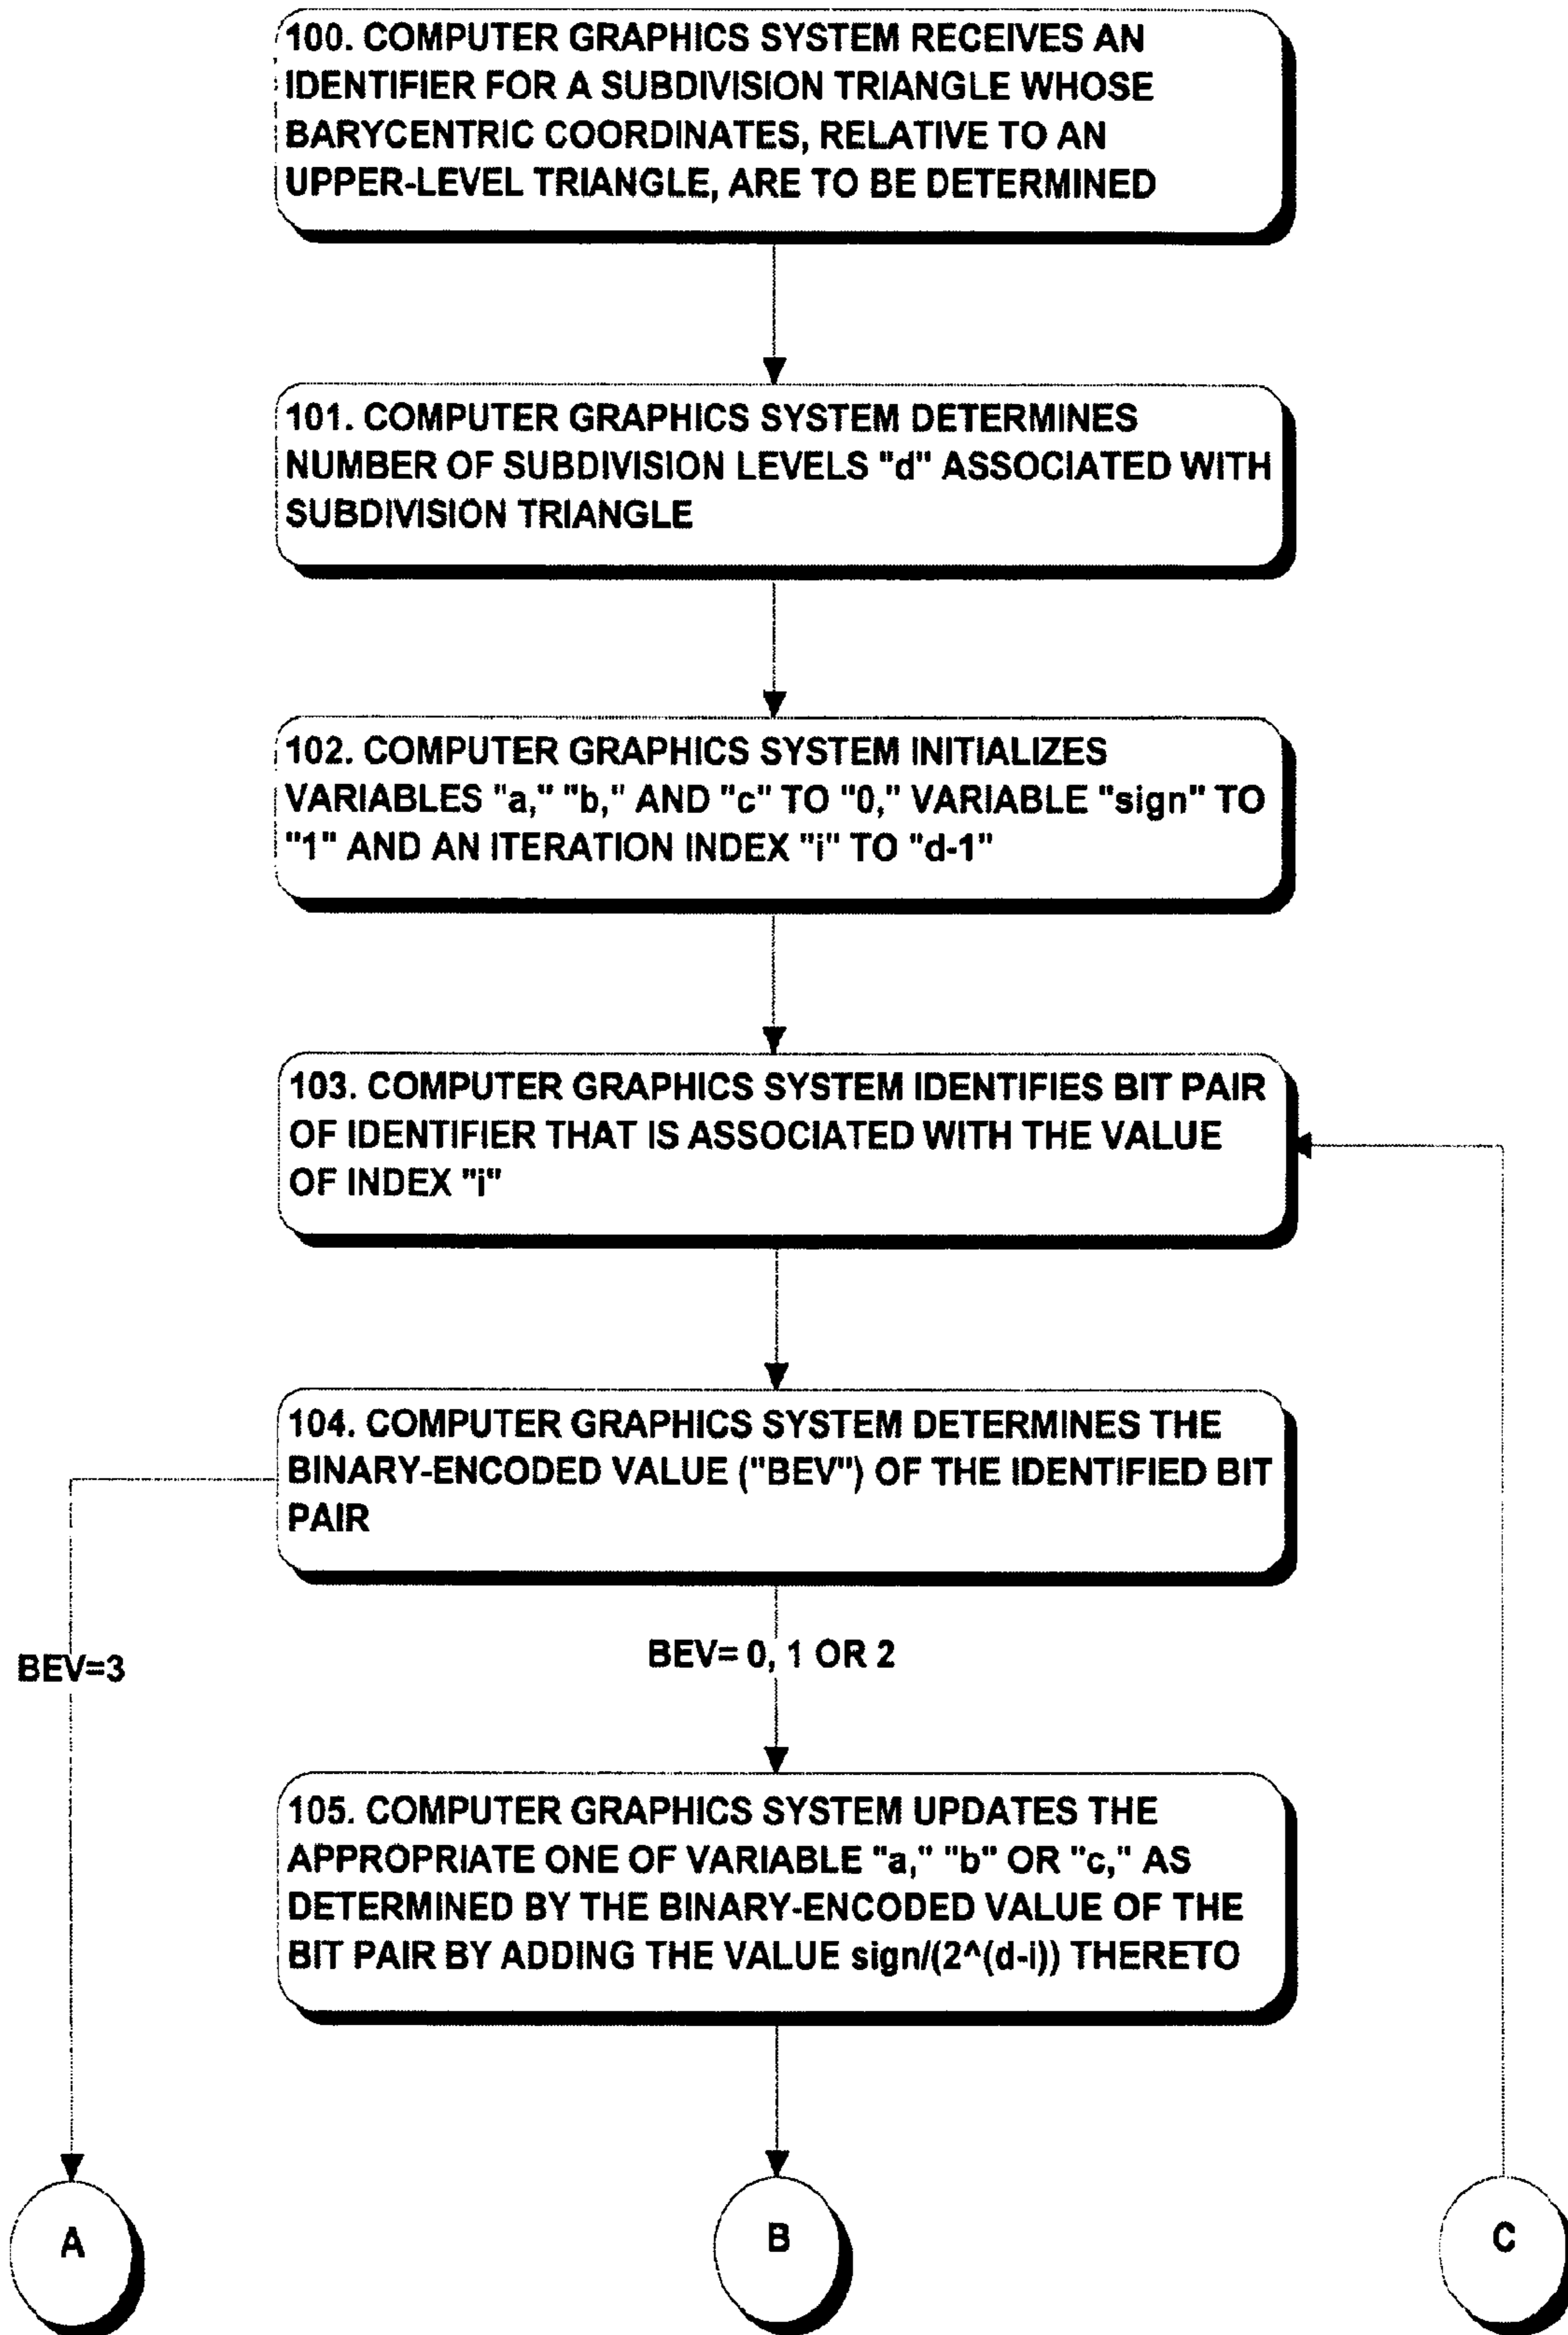 100. COMPUTER GRAPHICS SYSTEM RECEIVES AN
IDENTIFIER FOR A SUBDIVISION TRIANGLE WHOSE
BARYCENTRIC COORDINATES, RELATIVE TO AN
UPPER-LEVEL TRIANGLE, ARE TO BE DETERMINED
101. COMPUTER GRAPHICS SYSTEM DETERMINES
NUMBER OF SUBDIVISION LEVELS "d" ASSOCIATED WITH
SUBDIVISION TRIANGLE
102. COMPUTER GRAPHICS SYSTEM INITIALIZES
VARIABLES "a," "b," AND "c" TO "0," VARIABLE "sign" TO
"1" AND AN ITERATION INDEX "i" TO "d-1"
103. COMPUTER GRAPHICS SYSTEM IDENTIFIES BIT PAIR
OF IDENTIFIER THAT IS ASSOCIATED WITH THE VALUE
OF INDEX "i"
104. COMPUTER GRAPHICS SYSTEM DETERMINES THE
BINARY-ENCODED VALUE ("BEV") OF THE IDENTIFIED BIT
PAIR
BEV=3
BEV= 0, 1 OR 2
105. COMPUTER GRAPHICS SYSTEM UPDATES THE
APPROPRIATE ONE OF VARIABLE "a," "b" OR "c," AS
DETERMINED BY THE BINARY-ENCODED VALUE OF THE
BIT PAIR BY ADDING THE VALUE sign/(2^(d-i)) THERETO
A
B
C